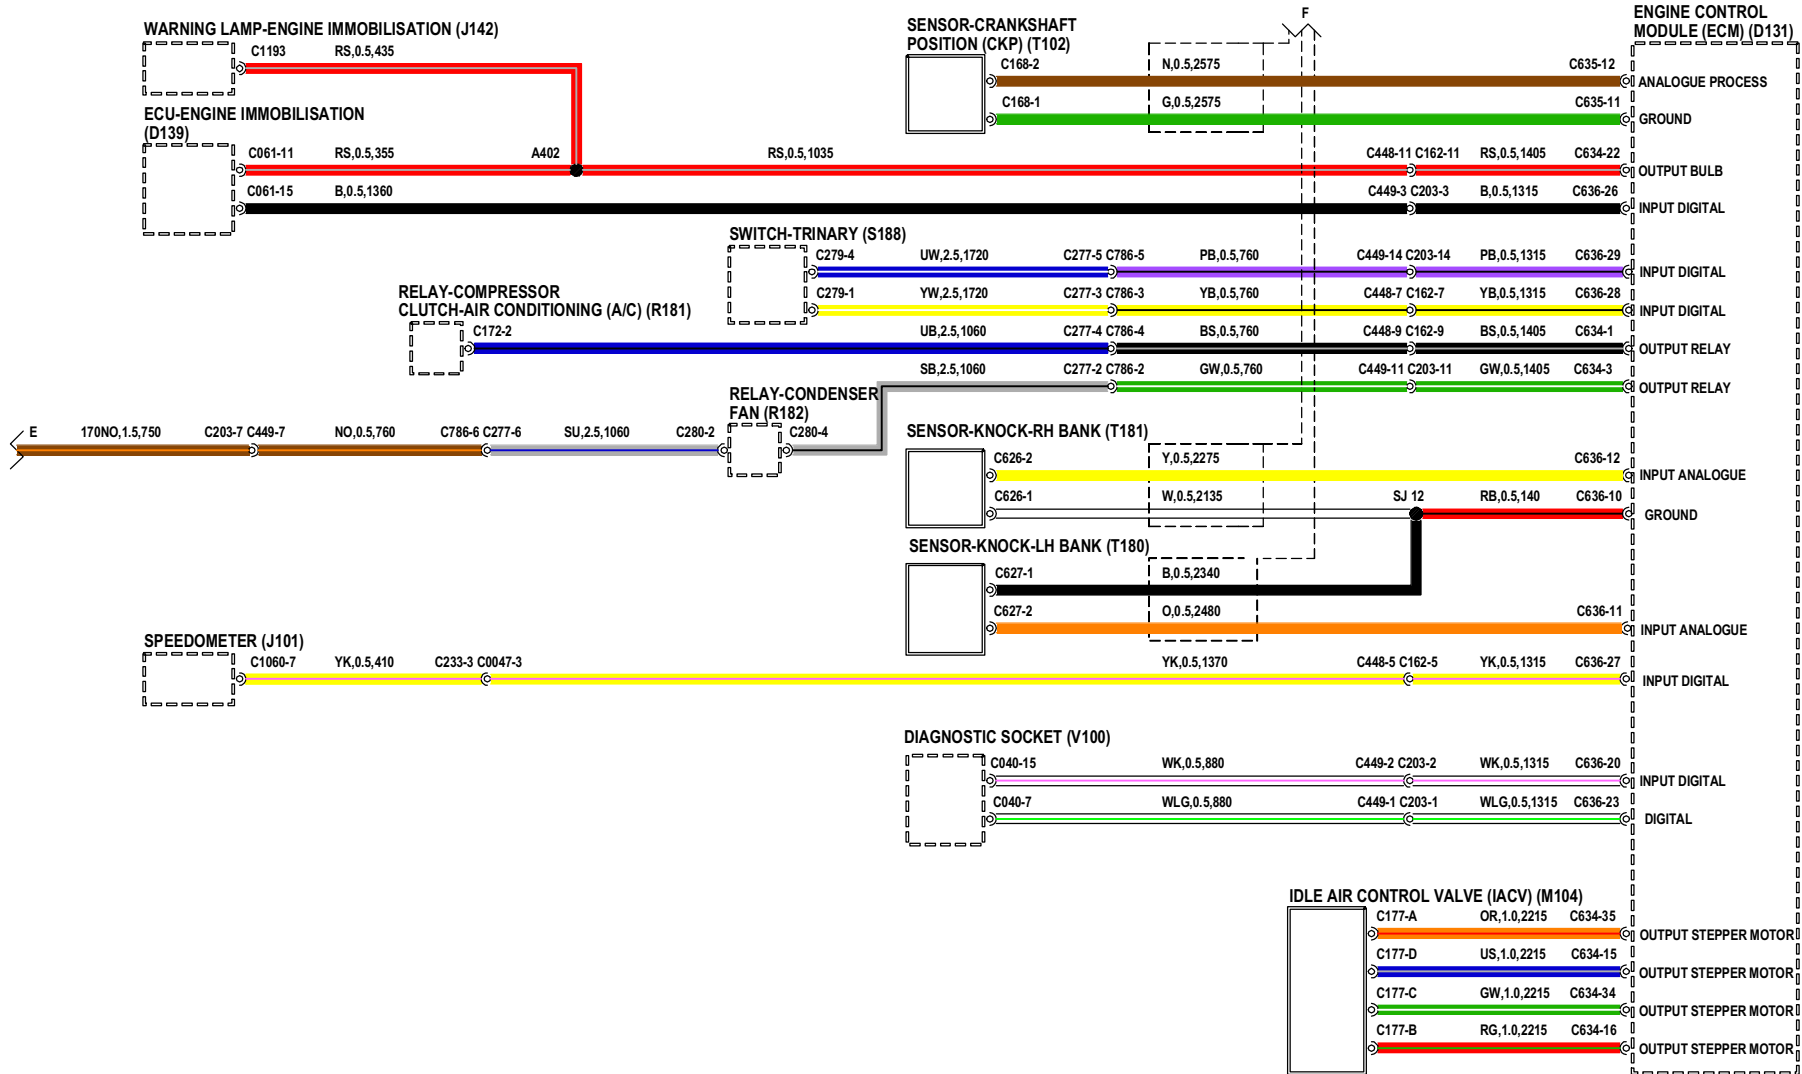 F
ENGINE CONTROL
MODULE (ECM) (D131)
WARNING LAMP-ENGINE IMMOBILISATION (J142)
C1193 RS,0.5,435
SENSOR-CRANKSHAFT
POSITION (CKP) (T102)
C168-2 N,0.5,2575 C635-12 ANALOGUE PROCESS
C168-1 G,0.5,2575 C635-11 GROUND
ECU-ENGINE IMMOBILISATION
(D139)
C061-11 RS,0.5,355 A402 RS,0.5,1035 C448-11 C162-11 RS,0.5,1405 C634-22 OUTPUT BULB
C061-15 B,0.5,1360 C449-3 C203-3 B,0.5,1315 C636-26 INPUT DIGITAL
SWITCH-TRINARY (S188)
C279-4 UW,2.5,1720 C277-5 C786-5 PB,0.5,760 C449-14 C203-14 PB,0.5,1315 C636-29 INPUT DIGITAL
C279-1 YW,2.5,1720 C277-3 C786-3 YB,0.5,760 C448-7 C162-7 YB,0.5,1315 C636-28 INPUT DIGITAL
RELAY-COMPRESSOR
CLUTCH-AIR CONDITIONING (A/C) (R181)
C172-2 UB,2.5,1060 C277-4 C786-4 BS,0.5,760 C448-9 C162-9 BS,0.5,1405 C634-1 OUTPUT RELAY
SB,2.5,1060 C277-2 C786-2 GW,0.5,760 C449-11 C203-11 GW,0.5,1405 C634-3 OUTPUT RELAY
RELAY-CONDENSER
FAN (R182)
E 170NO,1.5,750 C203-7 C449-7 NO,0.5,760 C786-6 C277-6 SU,2.5,1060 C280-2 C280-4
SENSOR-KNOCK-RH BANK (T181)
C626-2 Y,0.5,2275 C636-12 INPUT ANALOGUE
C626-1 W,0.5,2135 SJ 12 RB,0.5,140 C636-10 GROUND
SENSOR-KNOCK-LH BANK (T180)
C627-1 B,0.5,2340
C627-2 O,0.5,2480 C636-11 INPUT ANALOGUE
SPEEDOMETER (J101)
C1060-7 YK,0.5,410 C233-3 C0047-3 YK,0.5,1370 C448-5 C162-5 YK,0.5,1315 C636-27 INPUT DIGITAL
DIAGNOSTIC SOCKET (V100)
C040-15 WK,0.5,880 C449-2 C203-2 WK,0.5,1315 C636-20 INPUT DIGITAL
C040-7 WLG,0.5,880 C449-1 C203-1 WLG,0.5,1315 C636-23 DIGITAL
IDLE AIR CONTROL VALVE (IACV) (M104)
C177-A OR,1.0,2215 C634-35 OUTPUT STEPPER MOTOR
C177-D US,1.0,2215 C634-15 OUTPUT STEPPER MOTOR
C177-C GW,1.0,2215 C634-34 OUTPUT STEPPER MOTOR
C177-B RG,1.0,2215 C634-16 OUTPUT STEPPER MOTOR